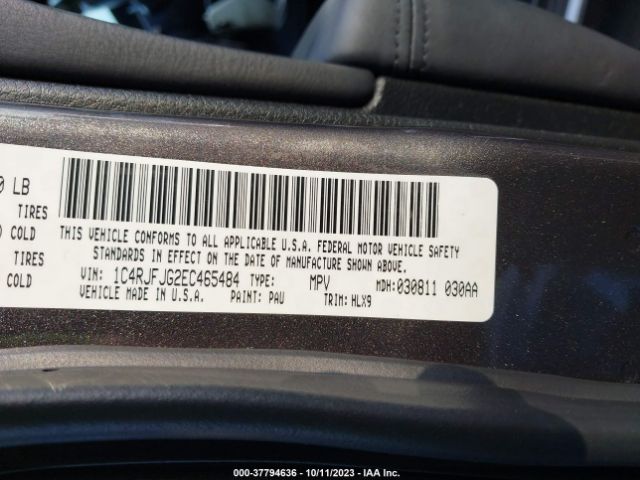 0 LB
TIRES
COLD
TIRES
COLD
THIS VEHICLE CONFORMS TO ALL APPLICABLE U.S.A. FEDERAL MOTOR VEHICLE SAFETY
STANDARDS IN EFFECT ON THE DATE OF MANUFACTURE SHOWN ABOVE.
VIN: 1C4RJFJG2EC465484 TYPE: MPV MDH: 030811 030AA
VEHICLE MADE IN U.S.A. PAINT: PAU TRIM: HLX9
000-37794636 - 10/11/2023 - IAA Inc.